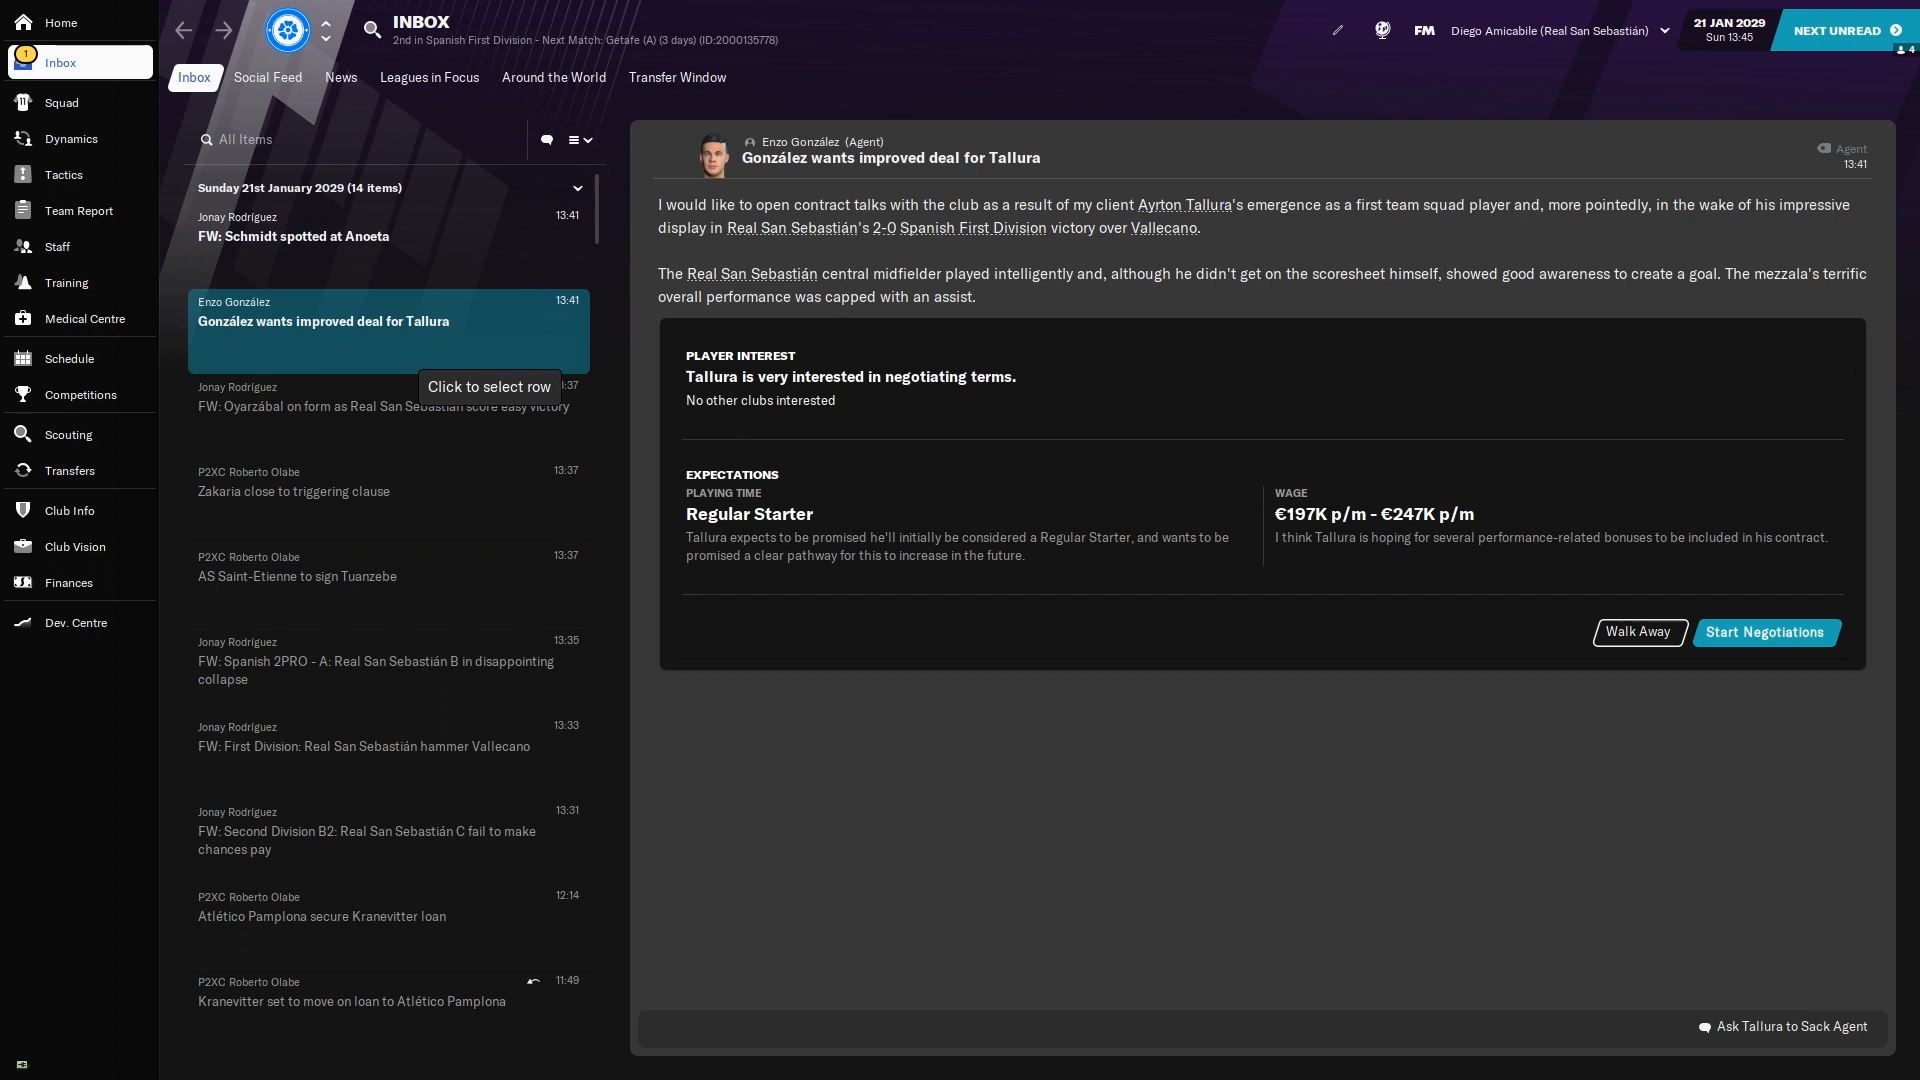 Home
1
Inbox
Squad
Dynamics
Tactics
Team Report
Staff
Training
Medical Centre
Schedule
Competitions
Scouting
Transfers
Club Info
Club Vision
Finances
Dev. Centre
INBOX
2nd in Spanish First Division - Next Match: Getafe (A) (3 days) (ID:2000135778)
FM
Diego Amicabile (Real San Sebastián)
21 JAN 2029
Sun 13:45
NEXT UNREAD
4
Inbox
Social Feed
News
Leagues in Focus
Around the World
Transfer Window
All Items
Sunday 21st January 2029 (14 items)
Jonay Rodríguez
13:41
FW: Schmidt spotted at Anoeta
Enzo González
13:41
González wants improved deal for Tallura
Click to select row
Jonay Rodríguez
:37
FW: Oyarzábal on form as Real San Sebastián score easy victory
P2XC Roberto Olabe
13:37
Zakaria close to triggering clause
P2XC Roberto Olabe
13:37
AS Saint-Etienne to sign Tuanzebe
Jonay Rodríguez
13:35
FW: Spanish 2PRO - A: Real San Sebastián B in disappointing
collapse
Jonay Rodríguez
13:33
FW: First Division: Real San Sebastián hammer Vallecano
Jonay Rodríguez
13:31
FW: Second Division B2: Real San Sebastián C fail to make
chances pay
P2XC Roberto Olabe
12:14
Atlético Pamplona secure Kranevitter loan
P2XC Roberto Olabe
11:49
Kranevitter set to move on loan to Atlético Pamplona
Enzo González (Agent)
González wants improved deal for Tallura
Agent
13:41
I would like to open contract talks with the club as a result of my client Ayrton Tallura's emergence as a first team squad player and, more pointedly, in the wake of his impressive
display in Real San Sebastián's 2-0 Spanish First Division victory over Vallecano.
The Real San Sebastián central midfielder played intelligently and, although he didn't get on the scoresheet himself, showed good awareness to create a goal. The mezzala's terrific
overall performance was capped with an assist.
PLAYER INTEREST
Tallura is very interested in negotiating terms.
No other clubs interested
EXPECTATIONS
PLAYING TIME
Regular Starter
Tallura expects to be promised he'll initially be considered a Regular Starter, and wants to be
promised a clear pathway for this to increase in the future.
WAGE
€197K p/m - €247K p/m
I think Tallura is hoping for several performance-related bonuses to be included in his contract.
Walk Away
Start Negotiations
Ask Tallura to Sack Agent